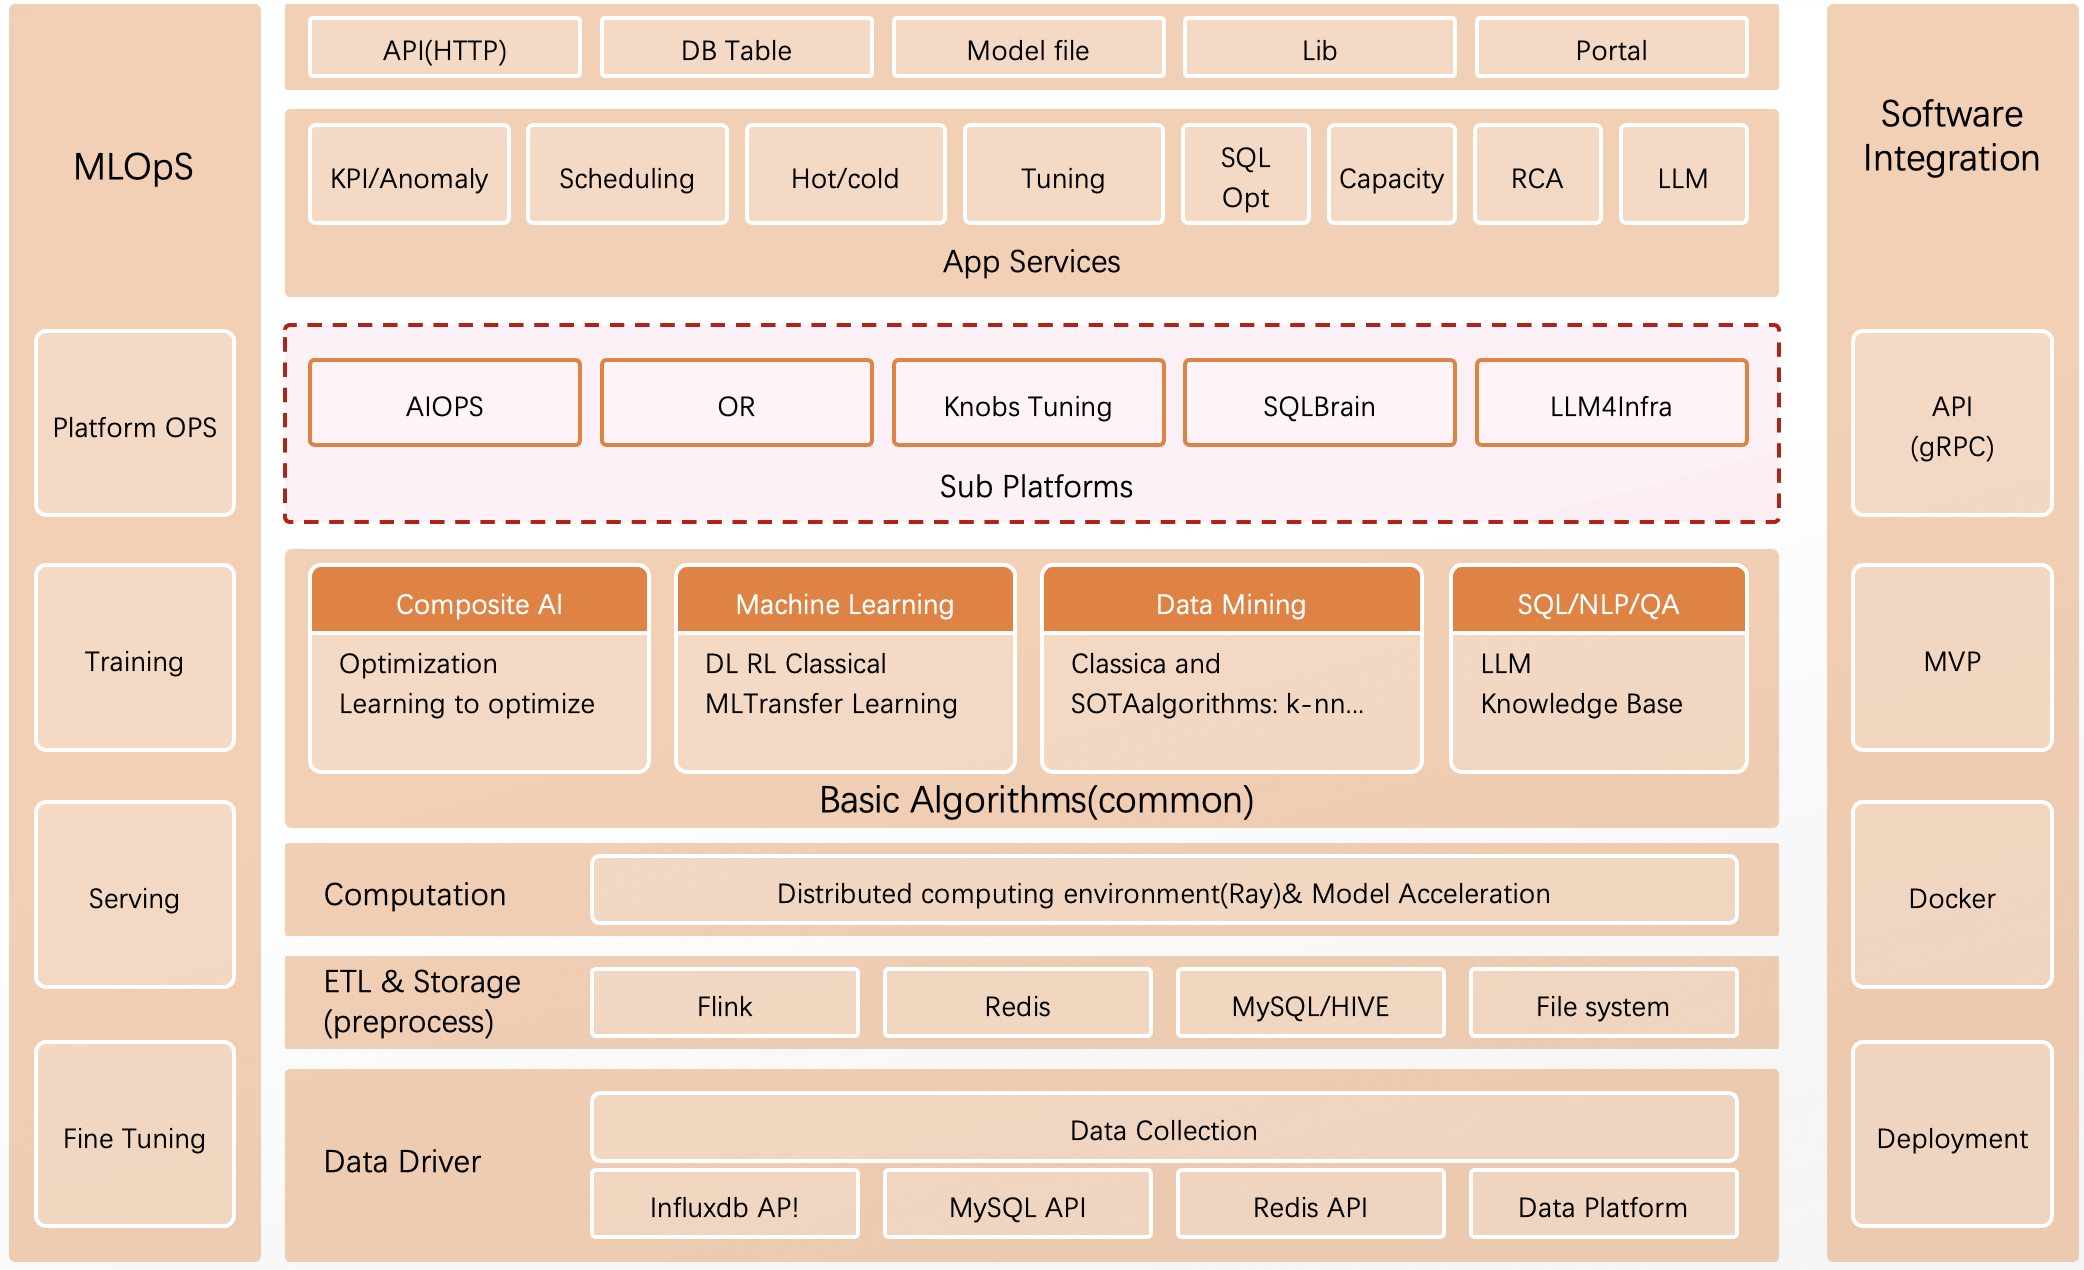 MLOpS
Platform OPS
Training
Serving
Fine Tuning
API(HTTP)
DB Table
Model file
Lib
Portal
KPI/Anomaly
Scheduling
Hot/cold
Tuning
SQL
Opt
Capacity
RCA
LLM
App Services
AIOPS
OR
Knobs Tuning
SQLBrain
LLM4Infra
Sub Platforms
Composite Al
Optimization
Learning to optimize
Machine Learning
DL RL Classical
MLTransfer Learning
Data Mining
Classica and
SOTAalgorithms: k-nn...
SQL/NLP/QA
LLM
Knowledge Base
Basic Algorithms(common)
Computation
Distributed computing environment(Ray)& Model Acceleration
ETL & Storage
(preprocess)
Flink
Redis
MySQL/HIVE
File system
Data Driver
Data Collection
Influxdb AP!
MySQL API
Redis API
Data Platform
Software
Integration
API
(gRPC)
MVP
Docker
Deployment